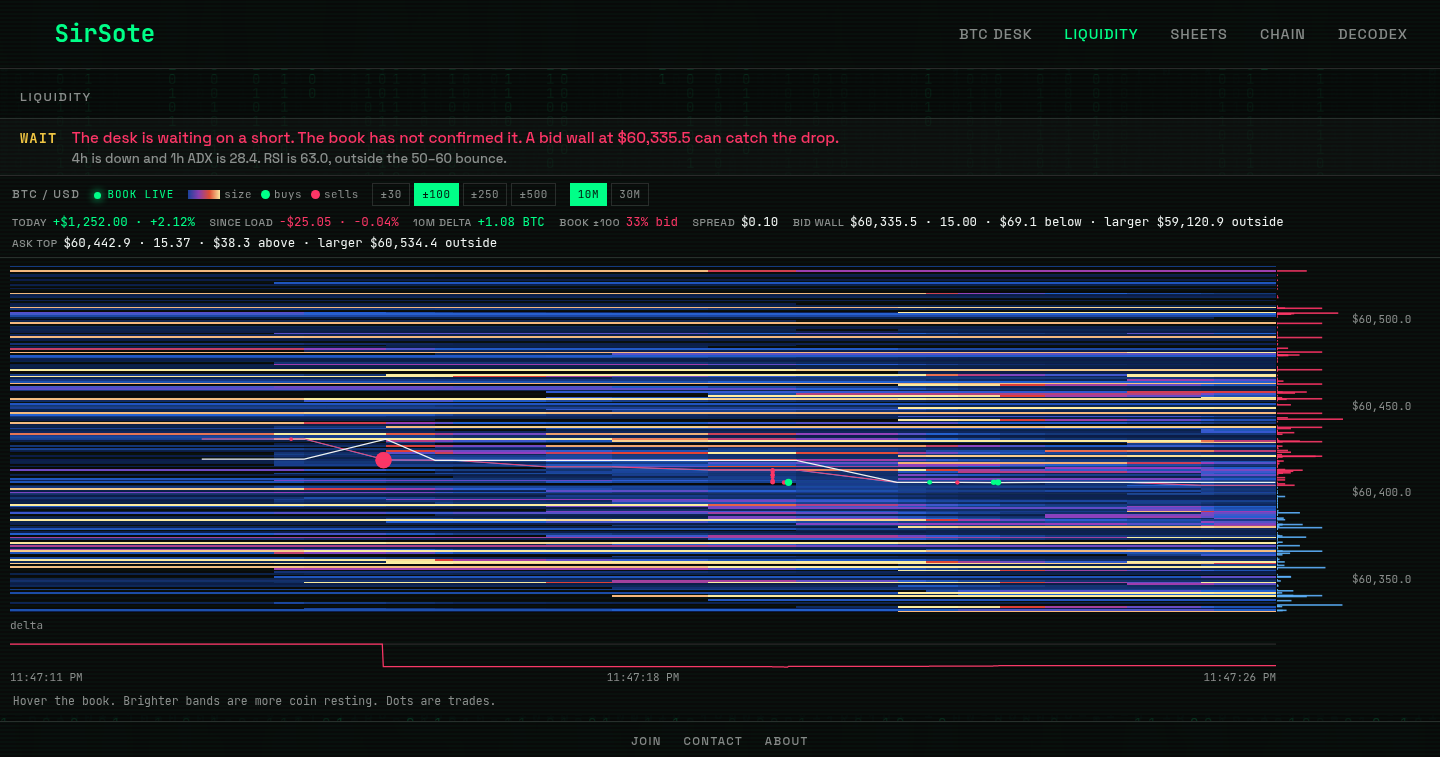 SirSote
BTC DESK LIQUIDITY SHEETS CHAIN DECODEX
LIQUIDITY
WAIT The desk is waiting on a short. The book has not confirmed it. A bid wall at $60,335.5 can catch the drop.
4h is down and 1h ADX is 28.4. RSI is 63.0, outside the 50–60 bounce.
BTC / USD BOOK LIVE size buys sells ±30 ±100 ±250 ±500 10M 30M
TODAY +$1,252.00 · +2.12% SINCE LOAD -$25.05 · -0.04% 10M DELTA +1.08 BTC BOOK ±100 33% bid SPREAD $0.10 BID WALL $60,335.5 · 15.00 · $69.1 below · larger $59,120.9 outside
ASK TOP $60,442.9 · 15.37 · $38.3 above · larger $60,534.4 outside
$60,500.0
$60,450.0
$60,400.0
$60,350.0
delta
11:47:11 PM 11:47:18 PM 11:47:26 PM
Hover the book. Brighter bands are more coin resting. Dots are trades.
JOIN CONTACT ABOUT